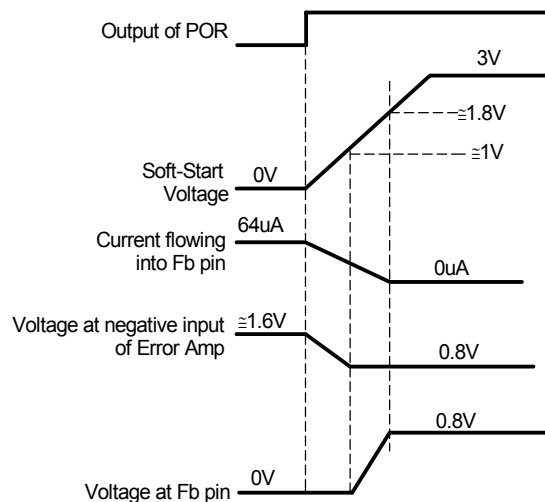 Output of POR
3V
≅1.8V
≅1V
0V
Soft-Start
Voltage
64uA
Current flowing
into Fb pin
0uA
≅1.6V
Voltage at negative input
of Error Amp
0.8V
0.8V
0V
Voltage at Fb pin